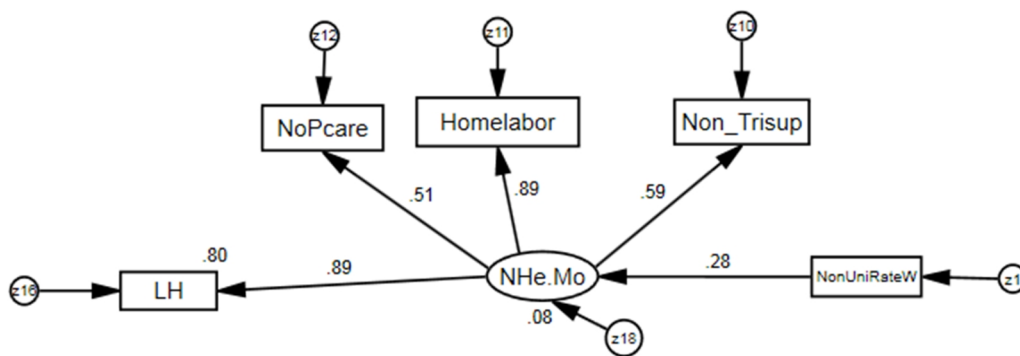 z12
z11
z10
NoPcare
Homelabor
Non_Trisup
.51
.89
.59
.80
.89
.28
z16
LH
NHe.Mo
NonUniRateW
z1
.08
z18